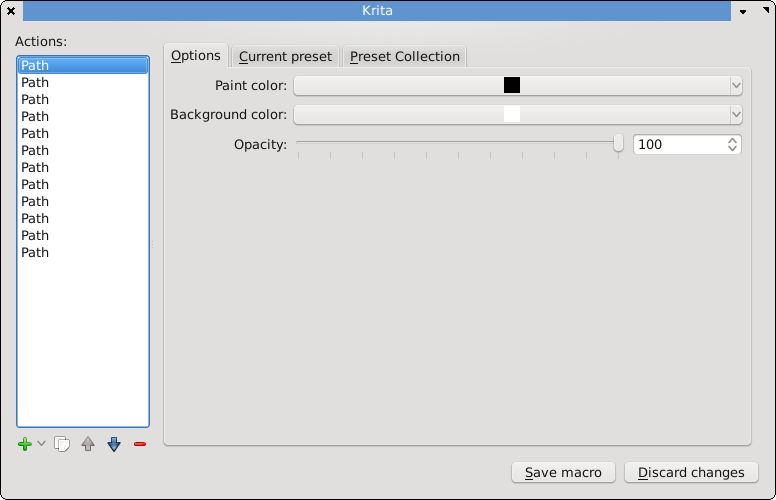 Krita
Actions:
Path
Path
Path
Path
Path
Path
Path
Path
Path
Path
Path
Path
Options Current preset Preset Collection
Paint color:
Background color:
Opacity: 100
Save macro Discard changes